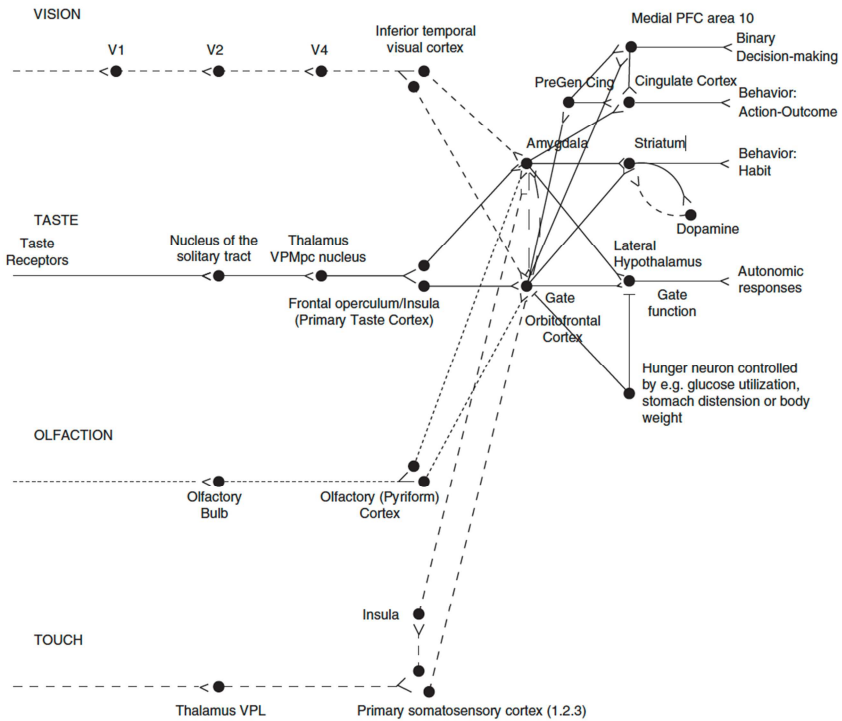 VISION
V1
V2
V4
Inferior temporal
visual cortex
Medial PFC area 10
Binary
Decision-making
PreGen Cing
Cingulate Cortex
Behavior:
Action-Outcome
Amygdala
Striatum
Behavior:
Habit
Dopamine
TASTE
Taste
Receptors
Nucleus of the
solitary tract
Thalamus
VPMpc nucleus
Frontal operculum/Insula
(Primary Taste Cortex)
Gate
Orbitofrontal
Cortex
Lateral
Hypothalamus
Gate
function
Autonomic
responses
Hunger neuron controlled
by e.g. glucose utilization,
stomach distension or body
weight
OLFACTION
Olfactory
Bulb
Olfactory (Pyriform)
Cortex
TOUCH
Insula
Thalamus VPL
Primary somatosensory cortex (1.2.3)